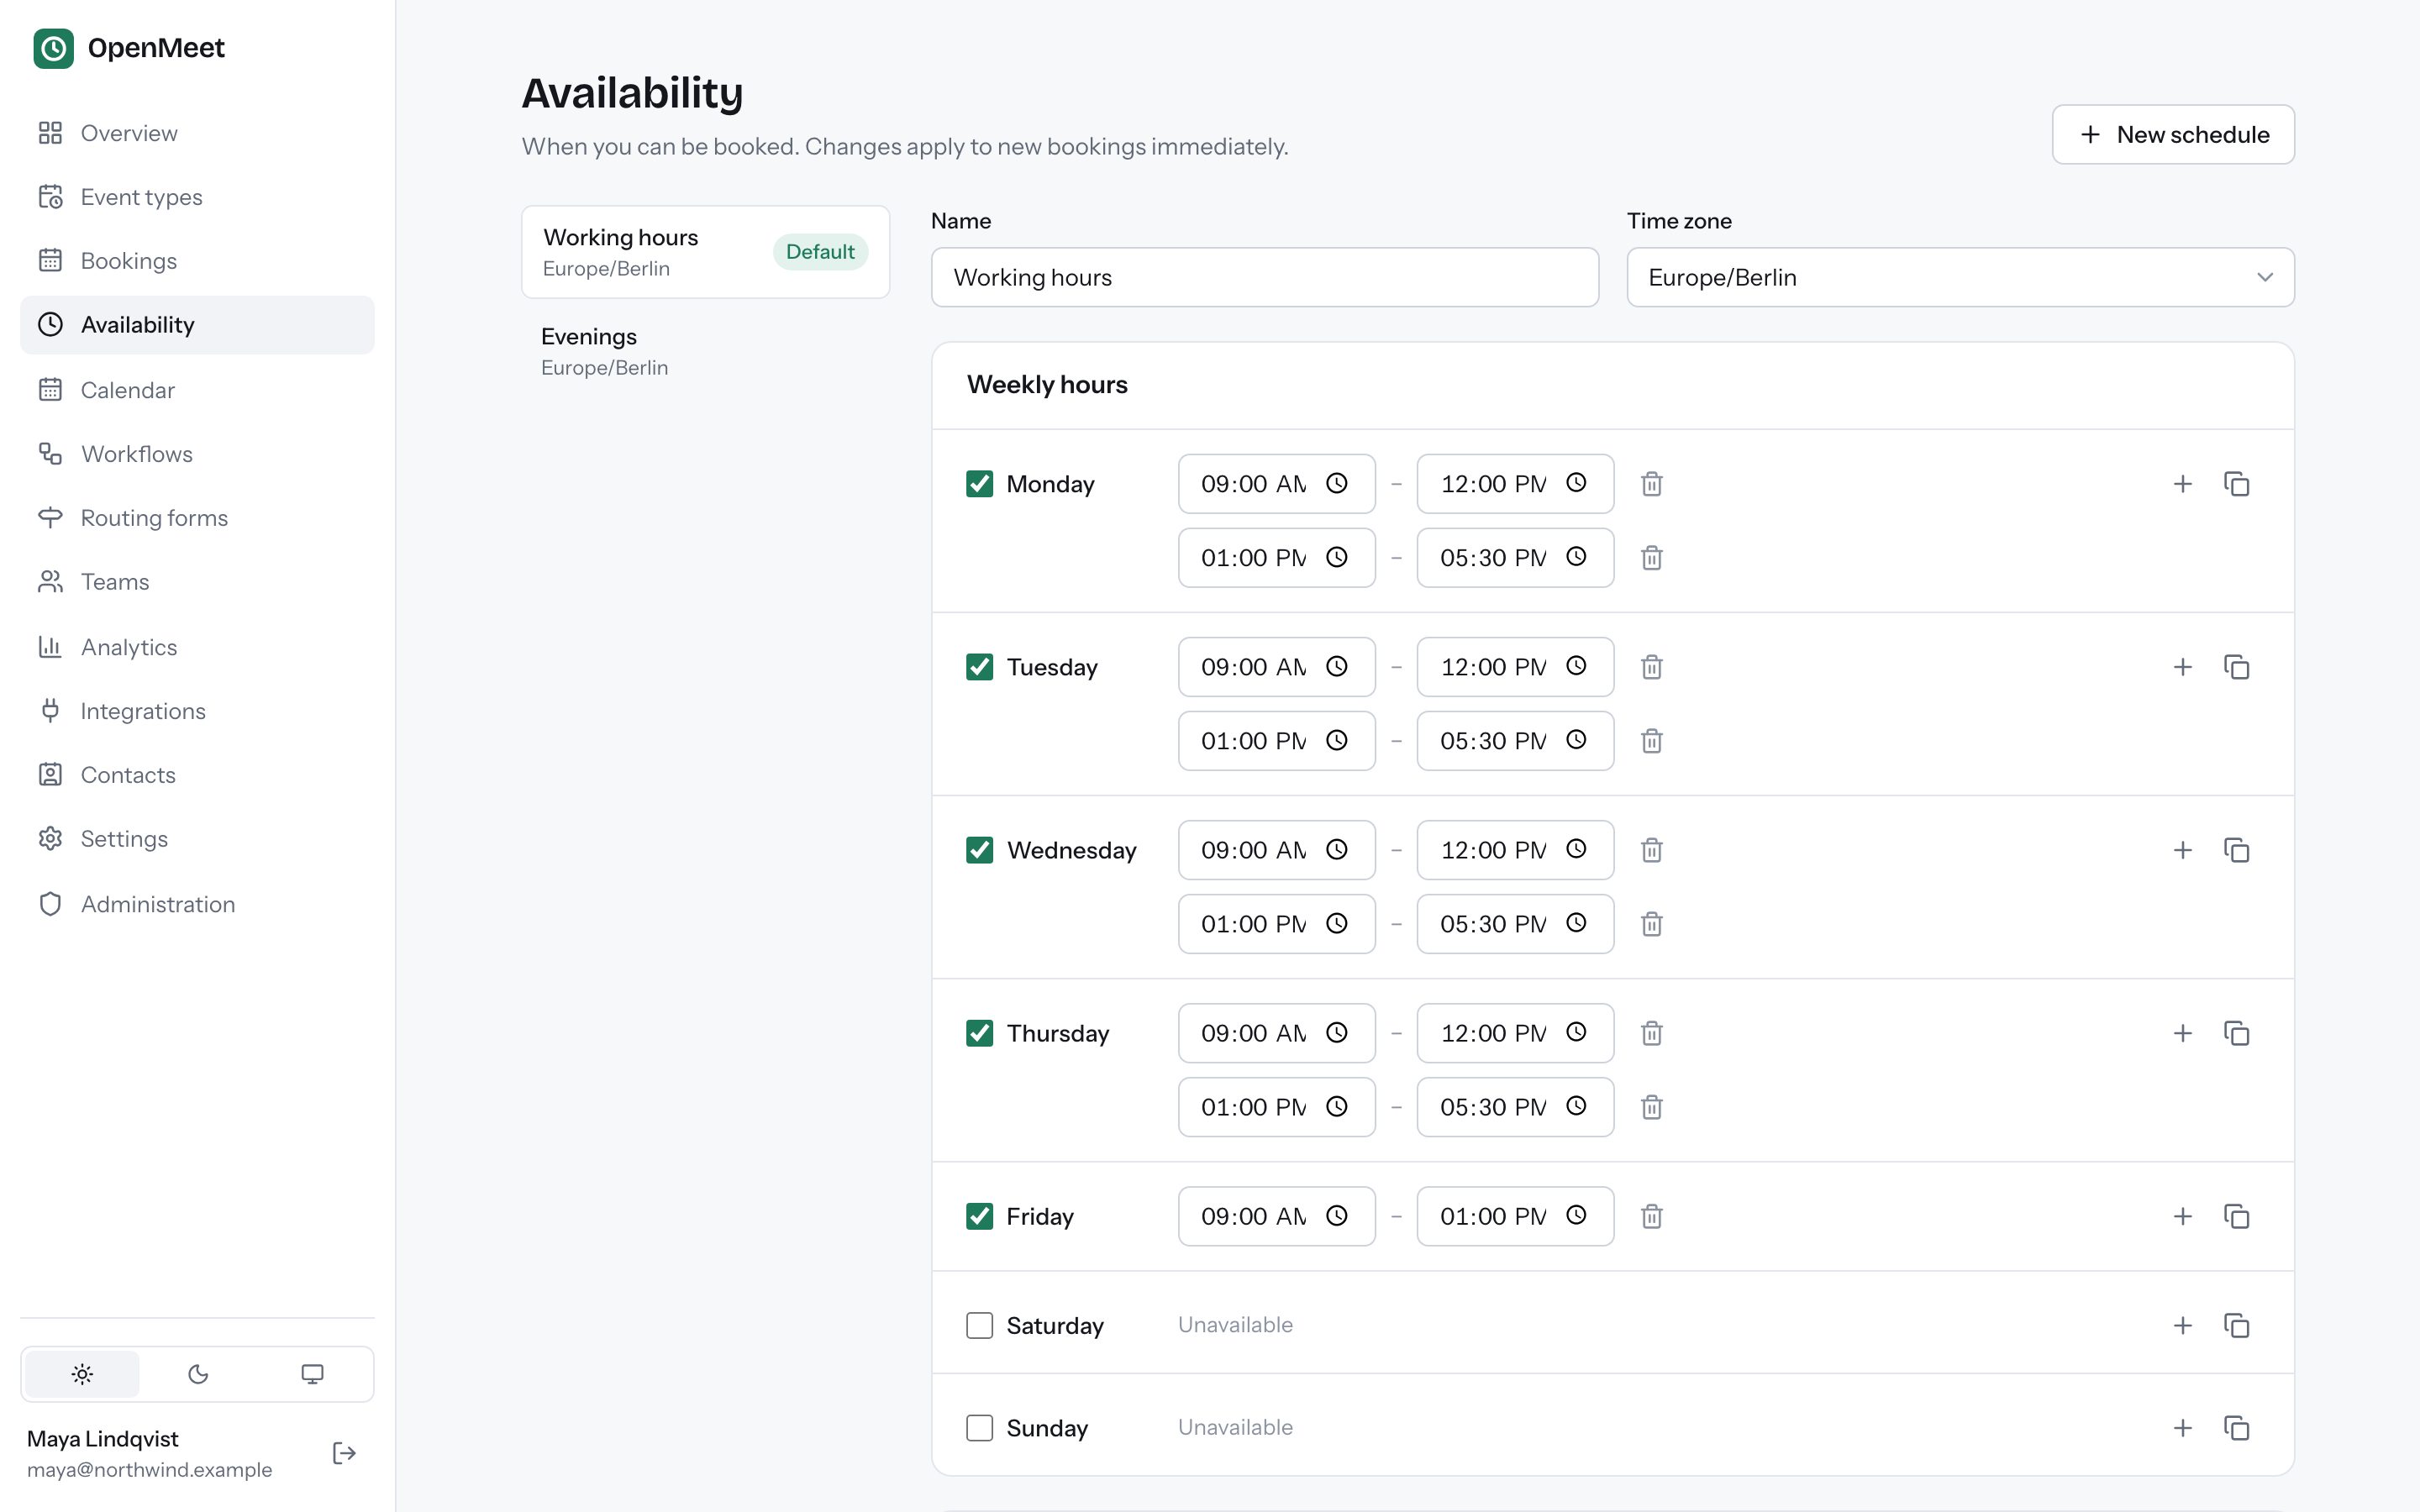 OpenMeet
Overview
Event types
Bookings
Availability
Calendar
Workflows
Routing forms
Teams
Analytics
Integrations
Contacts
Settings
Administration
Maya Lindqvist
maya@northwind.example
Availability
When you can be booked. Changes apply to new bookings immediately.
New schedule
Working hours
Europe/Berlin
Default
Evenings
Europe/Berlin
Name
Working hours
Time zone
Europe/Berlin
Weekly hours
Monday 09:00 AM – 12:00 PM
01:00 PM – 05:30 PM
Tuesday 09:00 AM – 12:00 PM
01:00 PM – 05:30 PM
Wednesday 09:00 AM – 12:00 PM
01:00 PM – 05:30 PM
Thursday 09:00 AM – 12:00 PM
01:00 PM – 05:30 PM
Friday 09:00 AM – 01:00 PM
Saturday Unavailable
Sunday Unavailable